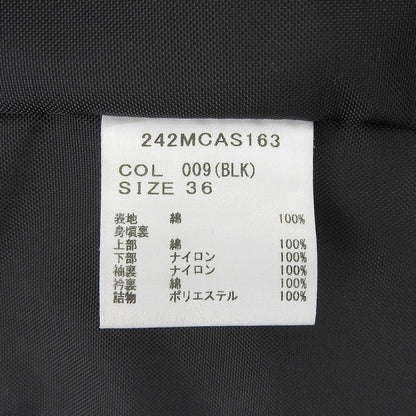 242MCAS163
COL 009(BLK)
SIZE 36
表地 綿 100%
身頃裏
上部 綿 100%
下部 ナイロン 100%
袖裏 ナイロン 100%
衿裏 綿 100%
詰物 ポリエステル 100%